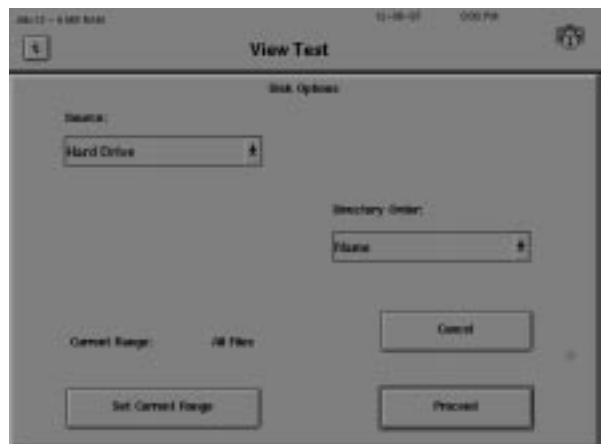 View Test
Disk Options
Source:
Hard Drive
Directory Order:
Name
Current Range: All Files
Cancel
Set Current Range
Proceed